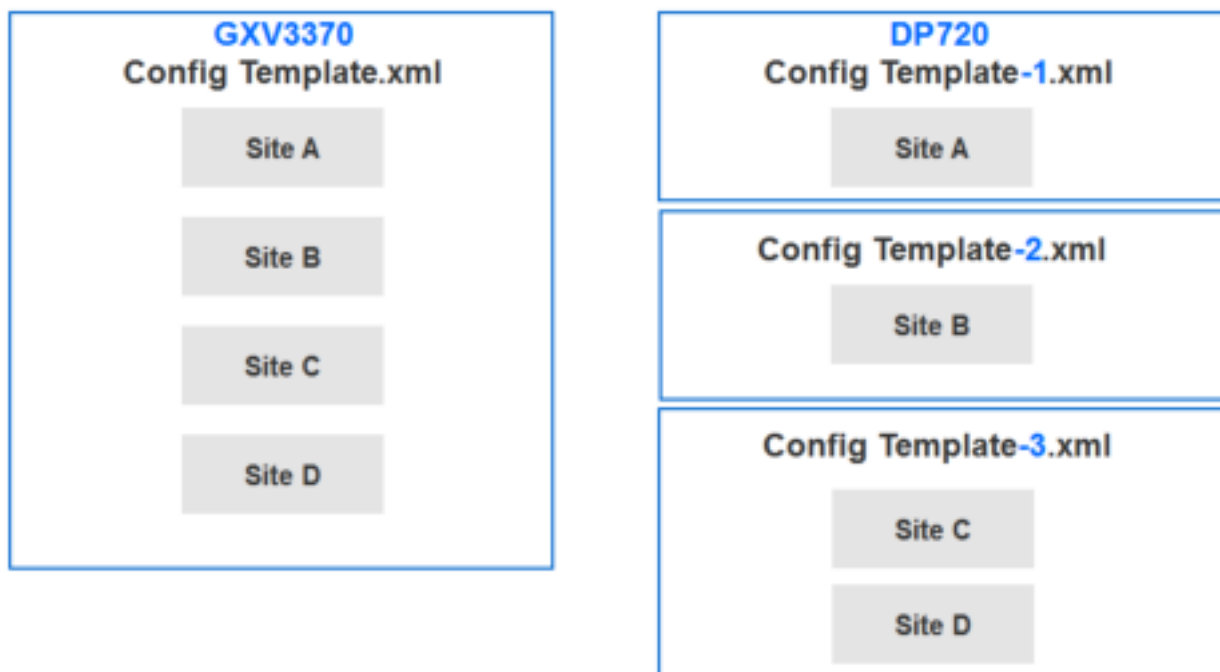 GXV3370
Config Template.xml
Site A
Site B
Site C
Site D
DP720
Config Template-1.xml
Site A
Config Template-2.xml
Site B
Config Template-3.xml
Site C
Site D